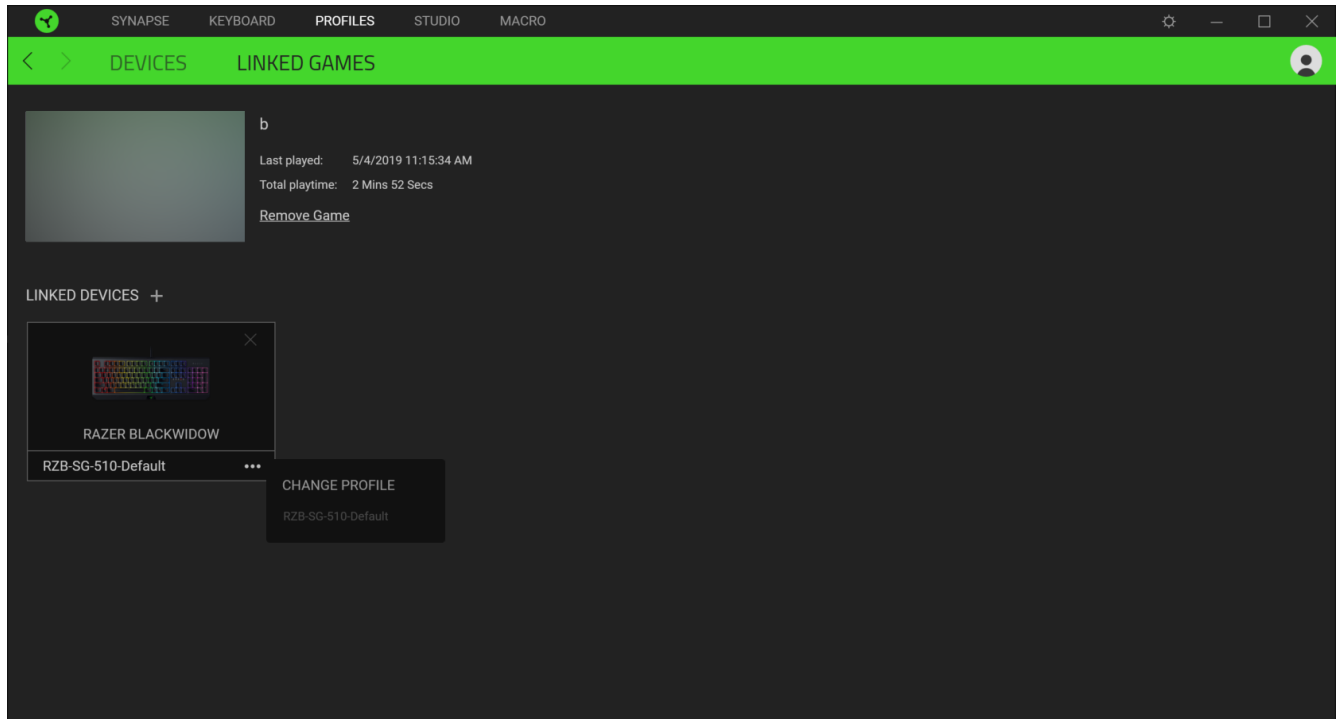 SYNAPSE KEYBOARD PROFILES STUDIO MACRO
DEVICES LINKED GAMES
b
Last played: 5/4/2019 11:15:34 AM
Total playtime: 2 Mins 52 Secs
Remove Game
LINKED DEVICES +
RAZER BLACKWIDOW
RZB-SG-510-Default •••
CHANGE PROFILE
RZB-SG-510-Default